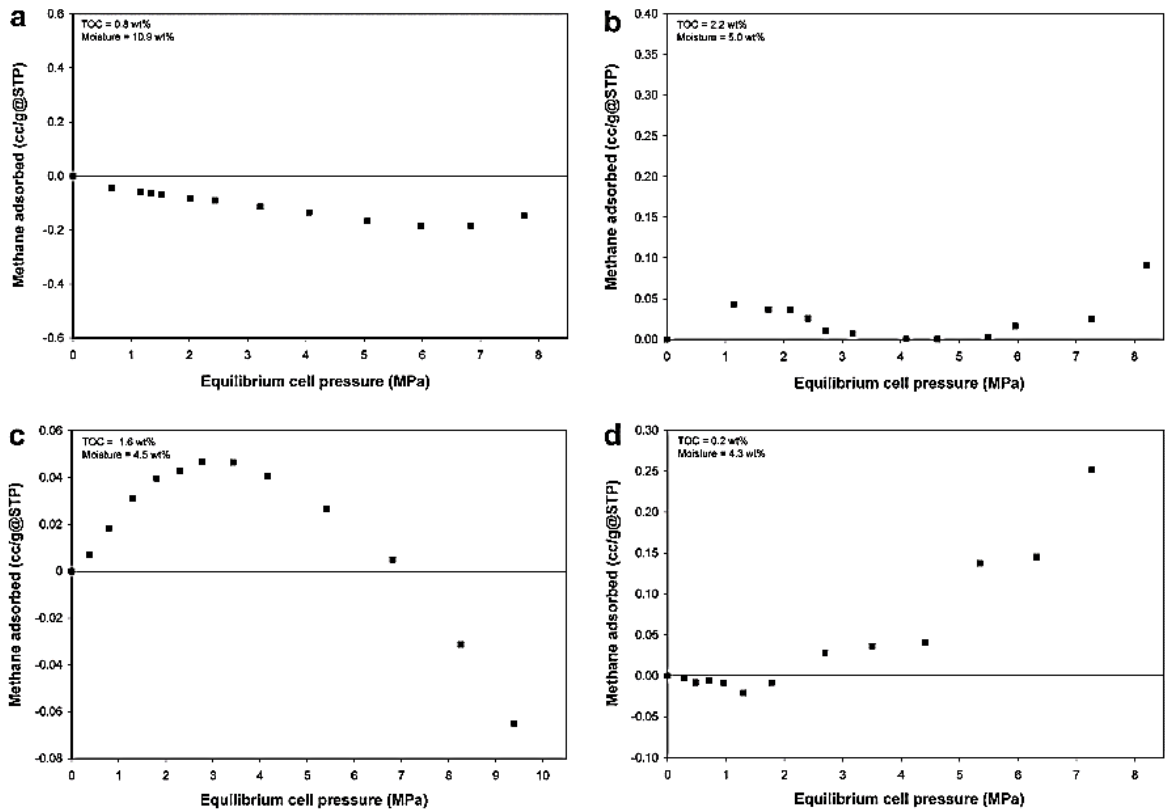 a
TOC = 0.8 wt%
Moisture = 10.9 wt%
Methane adsorbed (cc/g@STP)
0.6
0.4
0.2
0.0
-0.2
-0.4
-0.6
0 1 2 3 4 5 6 7 8
Equilibrium cell pressure (MPa)
b
TOC = 2.2 wt%
Moisture = 5.0 wt%
Methane adsorbed (cc/g@STP)
0.40
0.35
0.30
0.25
0.20
0.15
0.10
0.05
0.00
0 1 2 3 4 5 6 7 8
Equilibrium cell pressure (MPa)
c
TOC = 1.6 wt%
Moisture = 4.5 wt%
Methane adsorbed (cc/g@STP)
0.06
0.04
0.02
0
-0.02
-0.04
-0.06
-0.08
0 1 2 3 4 5 6 7 8 9 10
Equilibrium cell pressure (MPa)
d
TOC = 0.2 wt%
Moisture = 4.3 wt%
Methane adsorbed (cc/g@STP)
0.30
0.25
0.20
0.15
0.10
0.05
0.00
-0.05
-0.10
0 1 2 3 4 5 6 7 8
Equilibrium cell pressure (MPa)